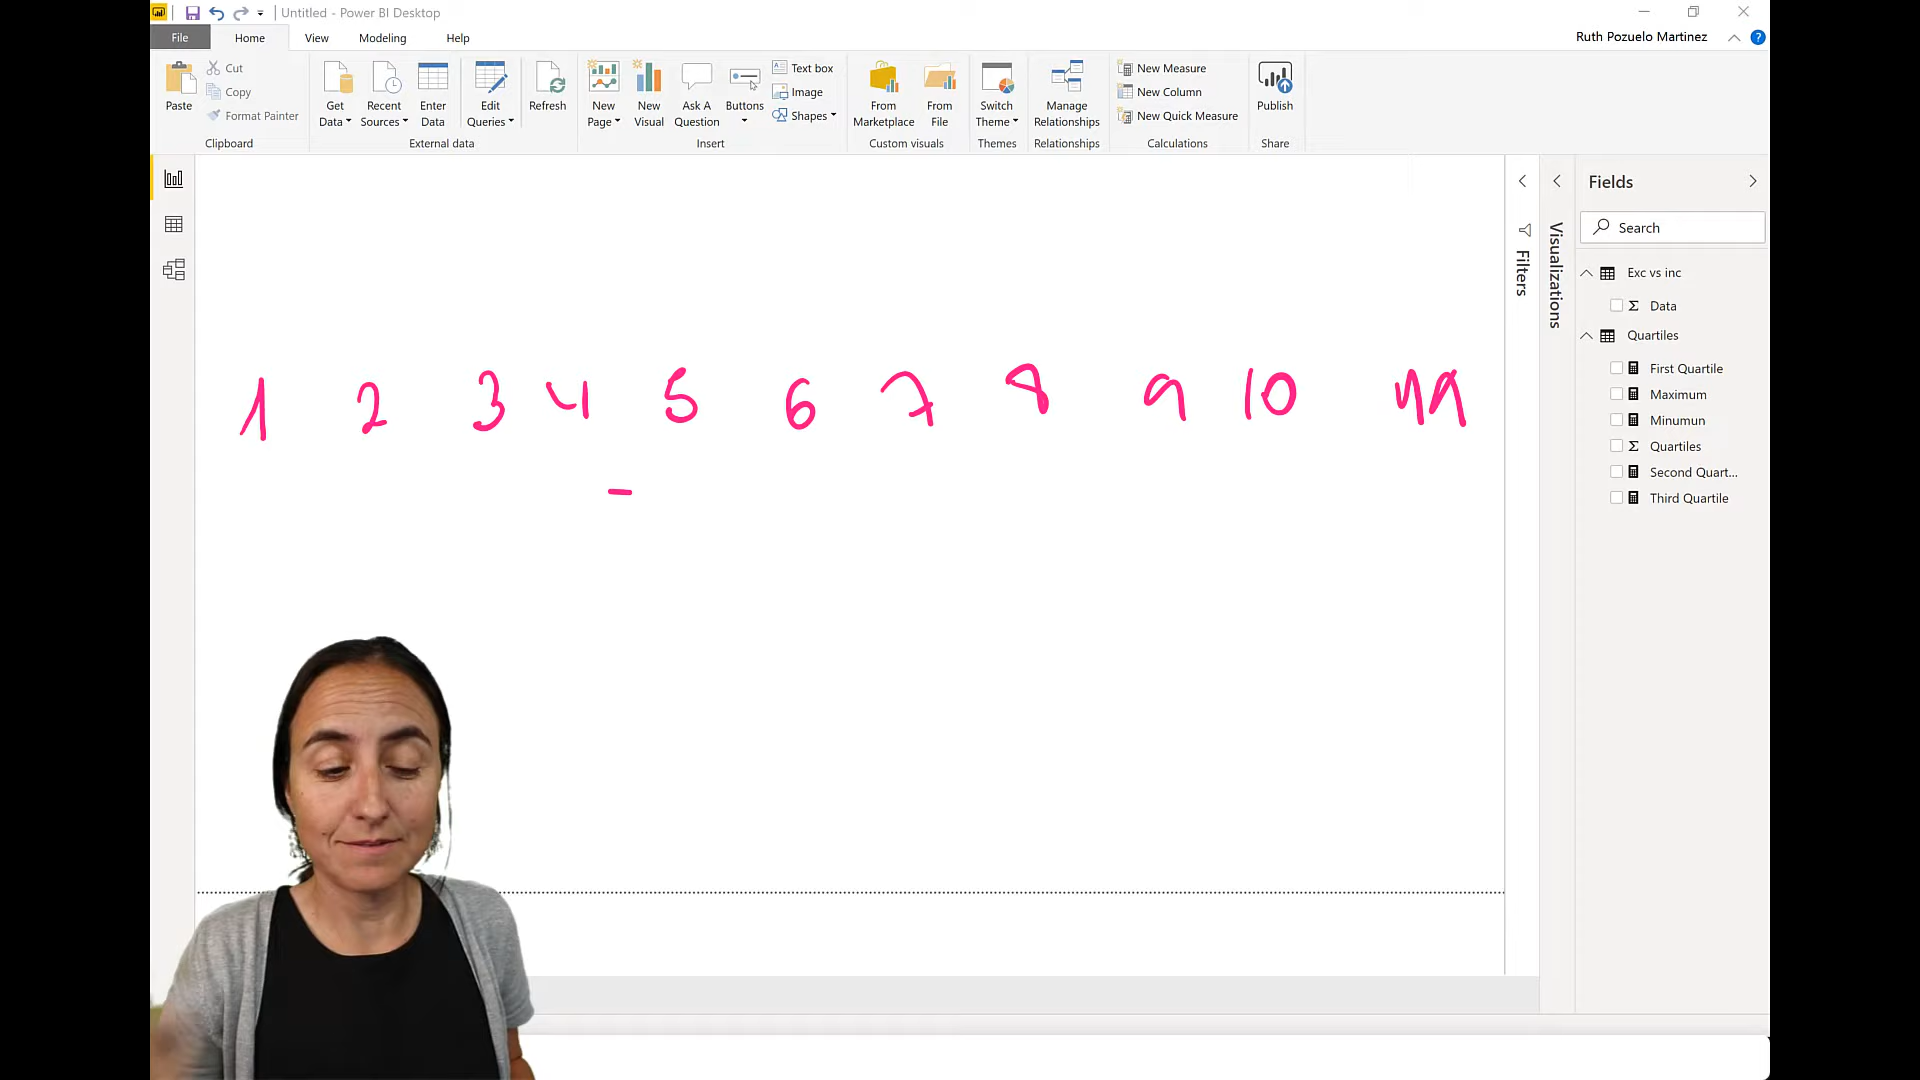 Untitled - Power BI Desktop
Ruth Pozuelo Martinez
File Home View Modeling Help
Paste Cut Copy Format Painter
Clipboard
Get Data Recent Sources Enter Data Edit Queries Refresh
External data
New Page New Visual Ask A Question Buttons Text box Image Shapes
Insert
From Marketplace From File
Custom visuals
Switch Theme
Themes
Manage Relationships
Relationships
New Measure
New Column
New Quick Measure
Calculations
Publish
Share
1 2 3 4 5 6 7 8 9 10 11
-
Filters
Visualizations
Fields
Search
Exc vs inc
Data
Quartiles
First Quartile
Maximum
Minumun
Quartiles
Second Quart...
Third Quartile